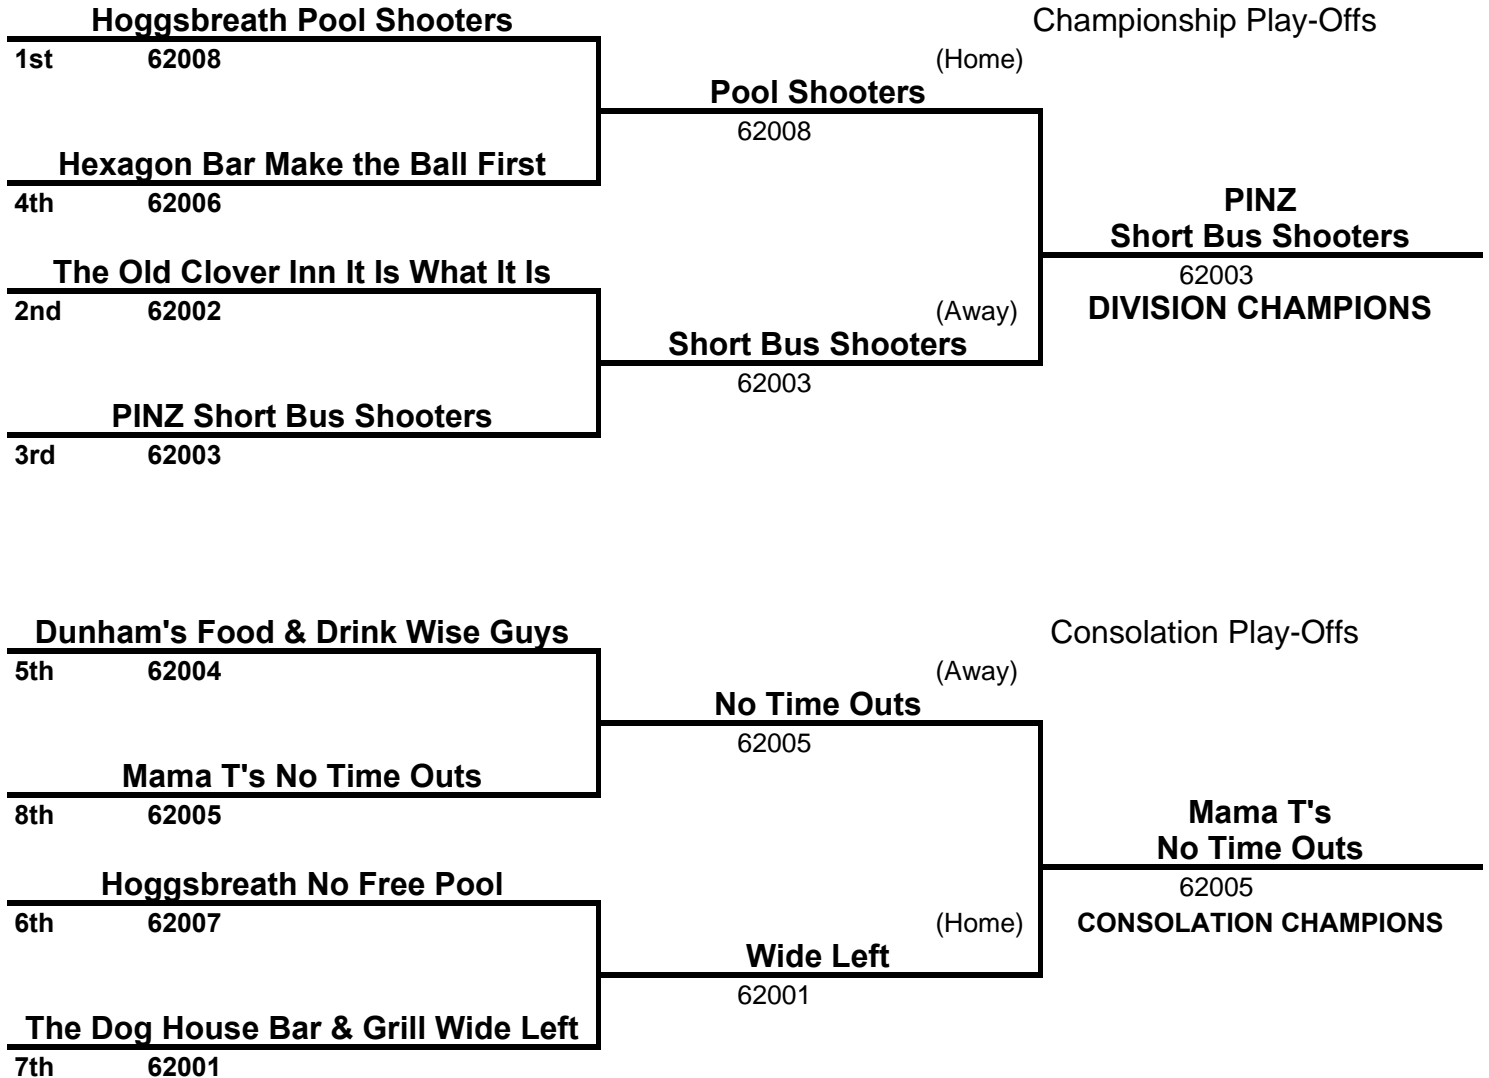 Hoggsbreath Pool Shooters
Championship Play-Offs
1st 62008
(Home)
Pool Shooters
62008
Hexagon Bar Make the Ball First
4th 62006
PINZ
Short Bus Shooters
The Old Clover Inn It Is What It Is
62003
2nd 62002
(Away)
DIVISION CHAMPIONS
Short Bus Shooters
62003
PINZ Short Bus Shooters
3rd 62003
Dunham's Food & Drink Wise Guys
Consolation Play-Offs
5th 62004
(Away)
No Time Outs
62005
Mama T's No Time Outs
8th 62005
Mama T's
No Time Outs
Hoggsbreath No Free Pool
62005
6th 62007
(Home)
CONSOLATION CHAMPIONS
Wide Left
62001
The Dog House Bar & Grill Wide Left
7th 62001